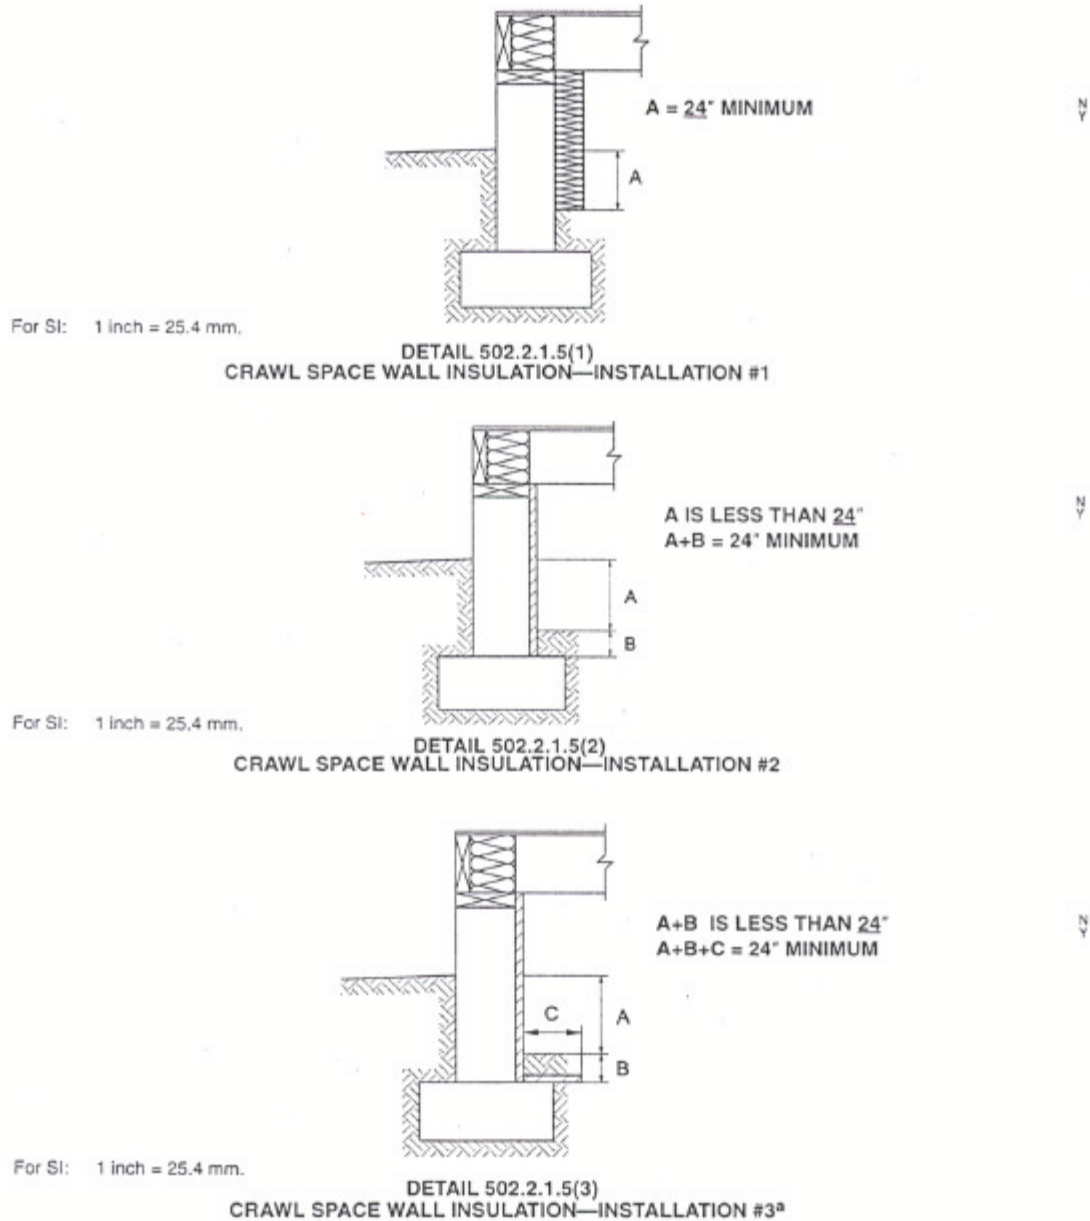 A = 24" MINIMUM
N
Y
A
For SI: 1 inch = 25.4 mm.
DETAIL 502.2.1.5(1)
CRAWL SPACE WALL INSULATION—INSTALLATION #1
A IS LESS THAN 24"
A+B = 24" MINIMUM
N
Y
A
B
For SI: 1 inch = 25.4 mm.
DETAIL 502.2.1.5(2)
CRAWL SPACE WALL INSULATION—INSTALLATION #2
A+B IS LESS THAN 24"
A+B+C = 24" MINIMUM
N
Y
C
A
B
For SI: 1 inch = 25.4 mm.
DETAIL 502.2.1.5(3)
CRAWL SPACE WALL INSULATION—INSTALLATION #3ª